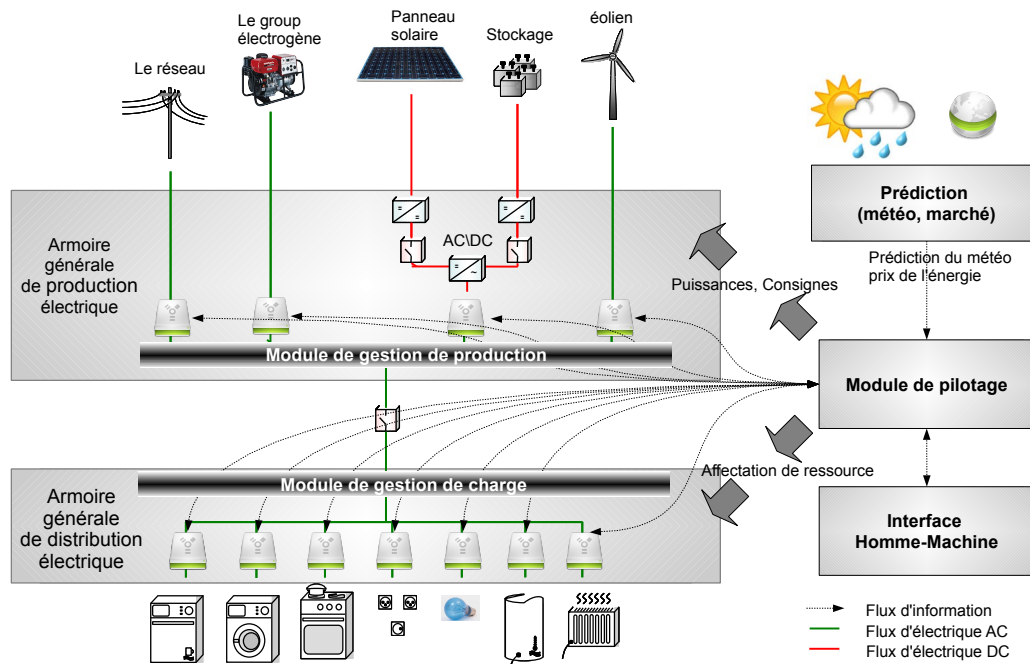 Le réseau
Le group
électrogène
Panneau
solaire
Stockage
éolien
Armoire
générale
de production
électrique
AC\DC
Module de gestion de production
Puissances, Consignes
Prédiction
(météo, marché)
Prédiction du météo
prix de l'énergie
Module de pilotage
Affectation de ressource
Interface
Homme-Machine
Armoire
générale
de distribution
électrique
Module de gestion de charge
Flux d'information
Flux d'électrique AC
Flux d'électrique DC